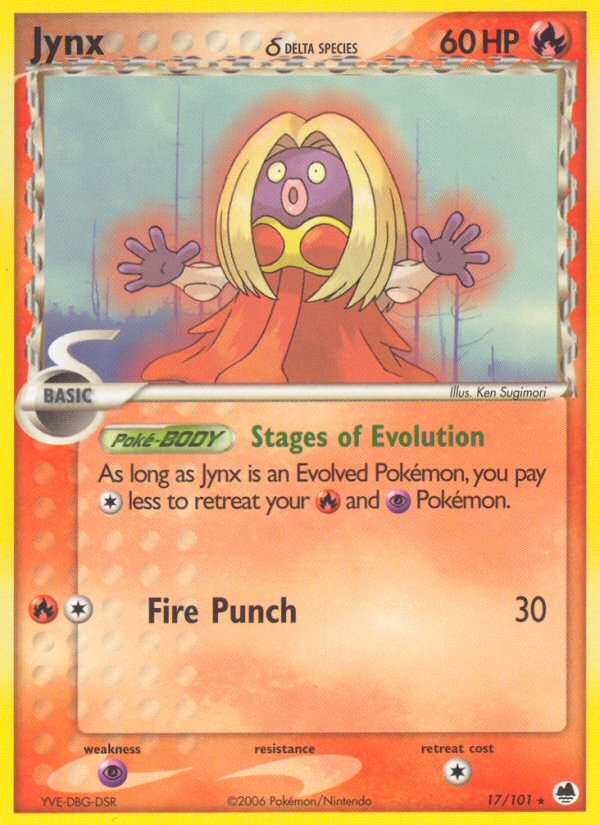 Jynx δ DELTA SPECIES 60 HP
BASIC
Illus. Ken Sugimori
Poké-BODY Stages of Evolution
As long as Jynx is an Evolved Pokémon, you pay
less to retreat your and Pokémon.
Fire Punch 30
weakness resistance retreat cost
YVE-DBG-DSR ©2006 Pokémon/Nintendo 17/101 ★